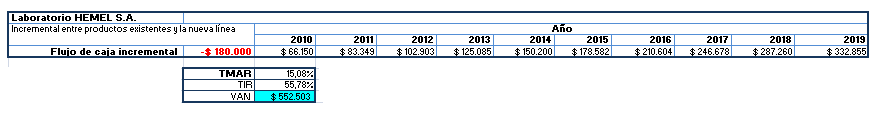 Laboratorio HEMEL S.A.
Incremental entre productos existentes y la nueva línea Año
2010 2011 2012 2013 2014 2015 2016 2017 2018 2019
Flujo de caja incremental -$ 180.000 $ 66.150 $ 83.349 $ 102.903 $ 125.085 $ 150.200 $ 178.582 $ 210.604 $ 246.678 $ 287.260 $ 332.855
TMAR 15,08%
TIR 55,78%
VAN $ 552.503